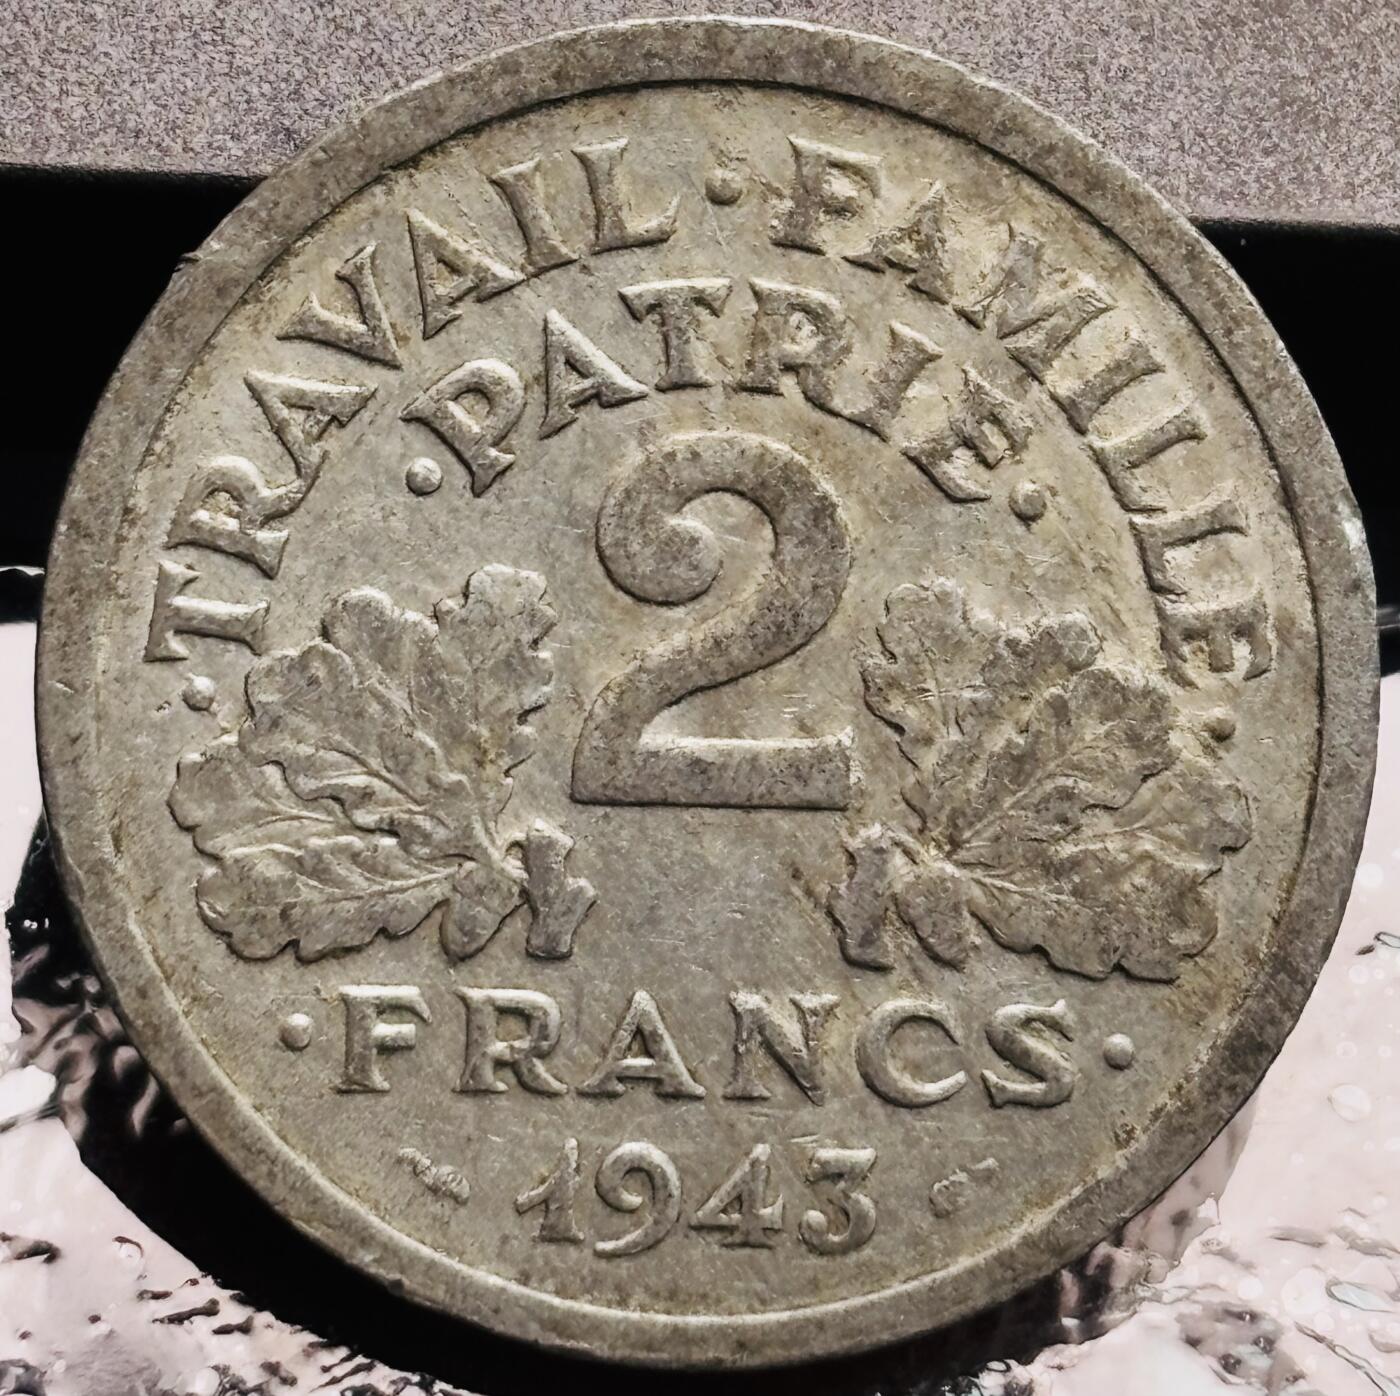 ·TRAVAIL·FAMILLE·
·PATRIE·
2
·FRANCS·
1943